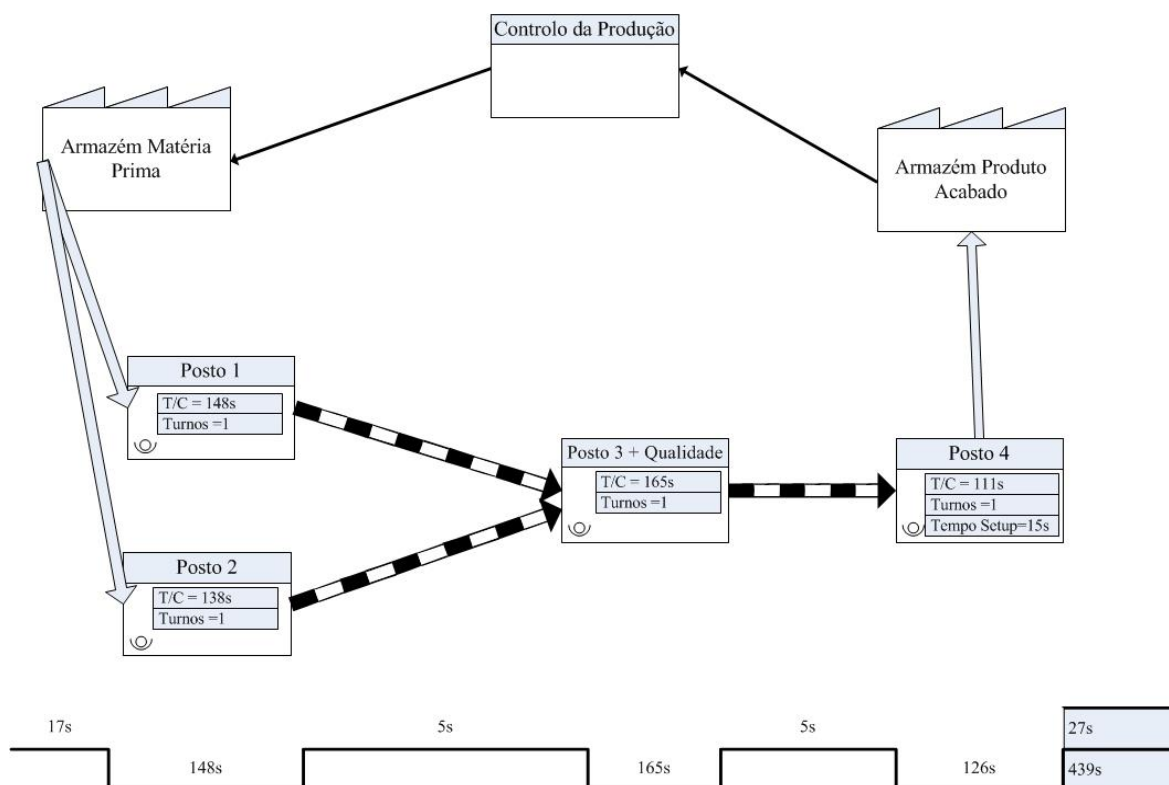 Controlo da Produção
Armazém Matéria
Prima
Armazém Produto
Acabado
Posto 1
T/C = 148s
Turnos =1
Posto 2
T/C = 138s
Turnos =1
Posto 3 + Qualidade
T/C = 165s
Turnos =1
Posto 4
T/C = 111s
Turnos =1
Tempo Setup=15s
17s
5s
5s
27s
148s
165s
126s
439s